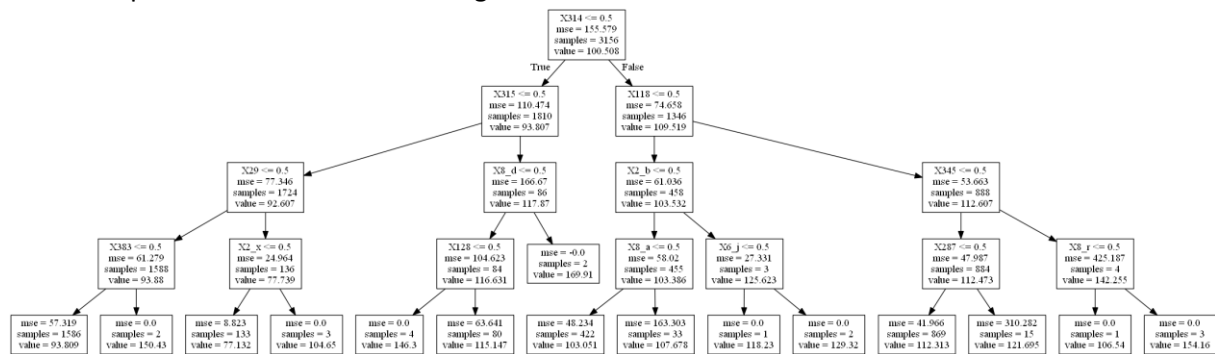 X314 <= 0.5
mse = 155.579
samples = 3156
value = 100.508
True
False
X315 <= 0.5
mse = 110.474
samples = 1810
value = 93.807
X118 <= 0.5
mse = 74.658
samples = 1346
value = 109.519
X29 <= 0.5
mse = 77.346
samples = 1724
value = 92.607
X8_d <= 0.5
mse = 166.67
samples = 86
value = 117.87
X2_b <= 0.5
mse = 61.036
samples = 458
value = 103.532
X345 <= 0.5
mse = 53.663
samples = 888
value = 112.607
X383 <= 0.5
mse = 61.279
samples = 1588
value = 93.88
X2_x <= 0.5
mse = 24.964
samples = 136
value = 77.739
X128 <= 0.5
mse = 104.623
samples = 84
value = 116.631
mse = -0.0
samples = 2
value = 169.91
X8_a <= 0.5
mse = 58.02
samples = 455
value = 103.386
X6_j <= 0.5
mse = 27.331
samples = 3
value = 125.623
X287 <= 0.5
mse = 47.987
samples = 884
value = 112.473
X8_r <= 0.5
mse = 425.187
samples = 4
value = 142.255
mse = 57.319
samples = 1586
value = 93.809
mse = 0.0
samples = 2
value = 150.43
mse = 8.823
samples = 133
value = 77.132
mse = 0.0
samples = 3
value = 104.65
mse = 0.0
samples = 4
value = 146.3
mse = 63.641
samples = 80
value = 115.147
mse = 48.234
samples = 422
value = 103.051
mse = 163.303
samples = 33
value = 107.678
mse = 0.0
samples = 1
value = 118.23
mse = 0.0
samples = 2
value = 129.32
mse = 41.966
samples = 869
value = 112.313
mse = 310.282
samples = 15
value = 121.695
mse = 0.0
samples = 1
value = 106.54
mse = 0.0
samples = 3
value = 154.16